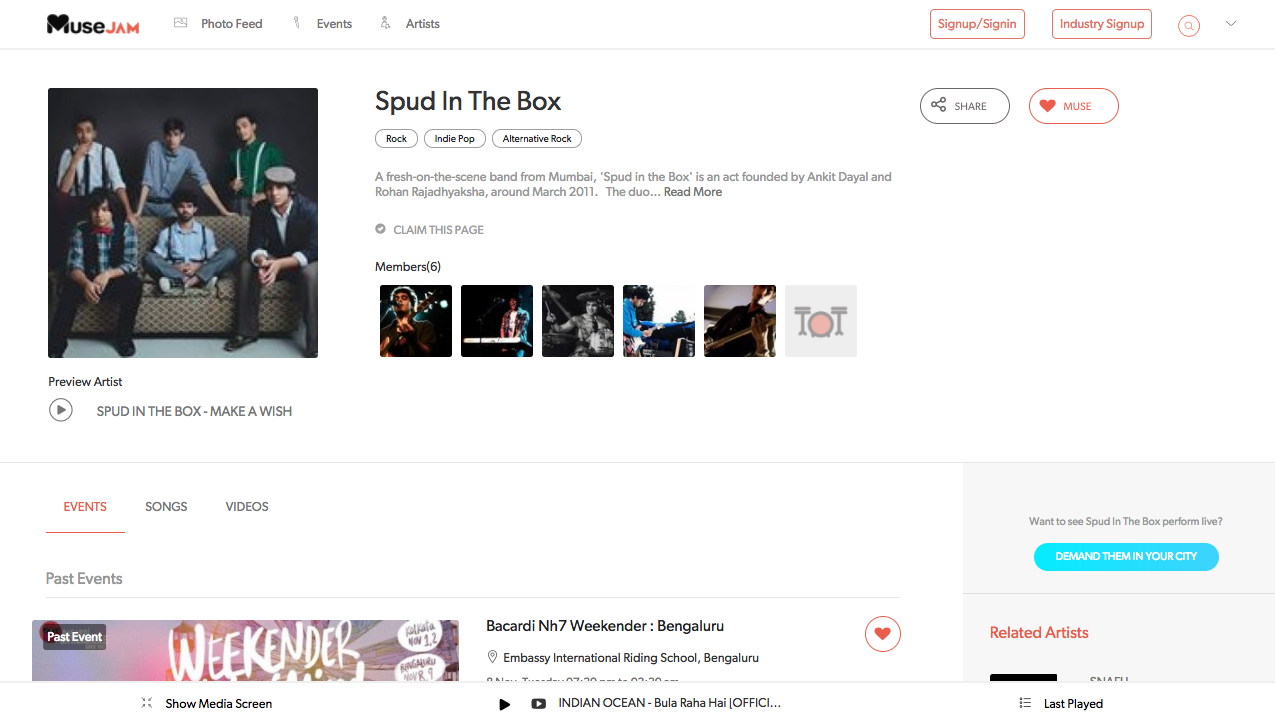 MUSEJAM
Photo Feed
Events
Artists
Signup/Signin
Industry Signup
Spud In The Box
SHARE
MUSE
Rock
Indie Pop
Alternative Rock
A fresh-on-the-scene band from Mumbai, 'Spud in the Box' is an act founded by Ankit Dayal and
Rohan Rajadhyaksha, around March 2011. The duo... Read More
CLAIM THIS PAGE
Members(6)
TOT
Preview Artist
SPUD IN THE BOX - MAKE A WISH
EVENTS
SONGS
VIDEOS
Want to see Spud In The Box perform live?
DEMAND THEM IN YOUR CITY
Past Events
Related Artists
Past Event
WEEKENDER
KOLKATA
NOV 1,2
BENGALURU
NOV 8, 9
Bacardi Nh7 Weekender : Bengaluru
Embassy International Riding School, Bengaluru
SNAFU
Show Media Screen
INDIAN OCEAN - Bula Raha Hai [OFFICI...
Last Played